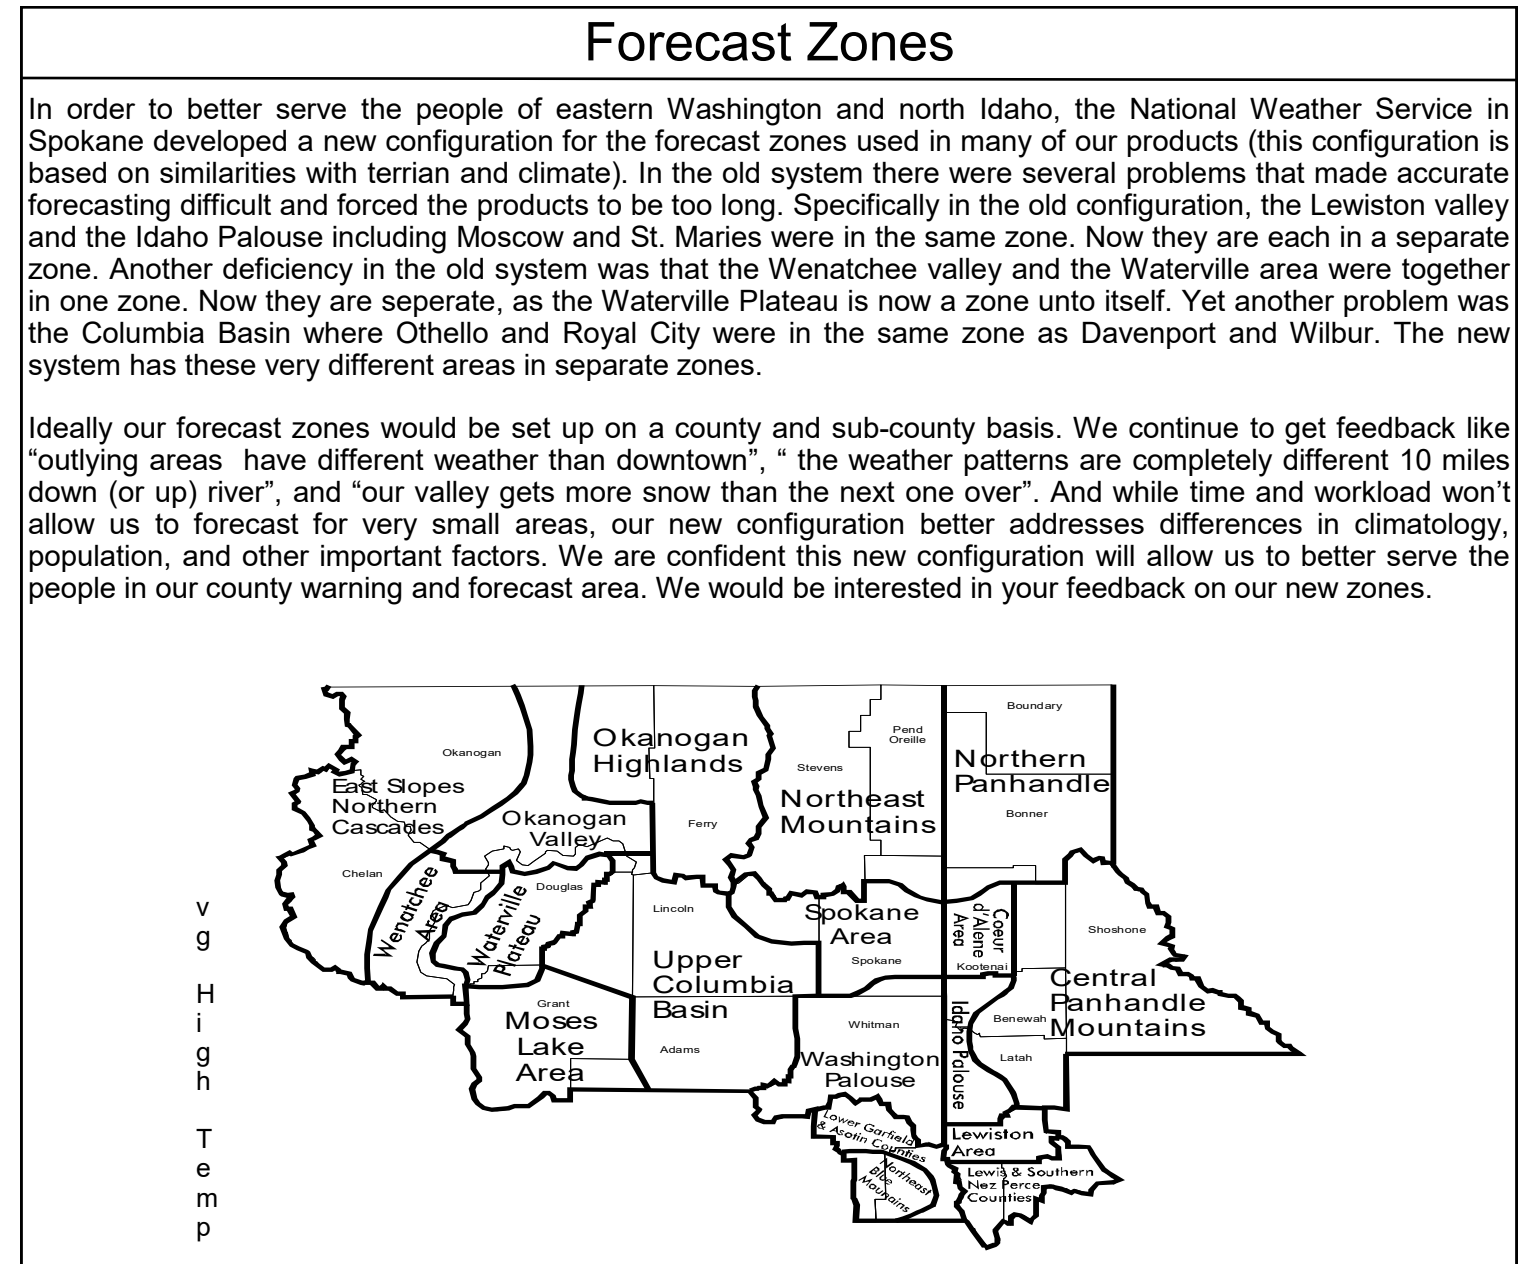 Forecast Zones
In order to better serve the people of eastern Washington and north Idaho, the National Weather Service in
Spokane developed a new configuration for the forecast zones used in many of our products (this configuration is
based on similarities with terrian and climate). In the old system there were several problems that made accurate
forecasting difficult and forced the products to be too long. Specifically in the old configuration, the Lewiston valley
and the Idaho Palouse including Moscow and St. Maries were in the same zone. Now they are each in a separate
zone. Another deficiency in the old system was that the Wenatchee valley and the Waterville area were together
in one zone. Now they are seperate, as the Waterville Plateau is now a zone unto itself. Yet another problem was
the Columbia Basin where Othello and Royal City were in the same zone as Davenport and Wilbur. The new
system has these very different areas in separate zones.
Ideally our forecast zones would be set up on a county and sub-county basis. We continue to get feedback like
“outlying areas  have different weather than downtown”, “ the weather patterns are completely different 10 miles
down (or up) river”, and “our valley gets more snow than the next one over”. And while time and workload won’t
allow us to forecast for very small areas, our new configuration better addresses differences in climatology,
population, and other important factors. We are confident this new configuration will allow us to better serve the
people in our county warning and forecast area. We would be interested in your feedback on our new zones.
Okanogan
East Slopes
Northern
Cascades
Chelan
Okanogan
Highlands
Okanogan
Valley
Ferry
Stevens
Pend
Oreille
Northeast
Mountains
Boundary
Northern
Panhandle
Bonner
Wenatchee
Area
Waterville
Plateau
Douglas
Lincoln
Upper
Columbia
Basin
Adams
Spokane
Area
Spokane
Coeur
d'Alene
Area
Kootenai
Shoshone
Central
Panhandle
Mountains
Benewah
Latah
Idaho Palouse
Grant
Moses
Lake
Area
Whitman
Washington
Palouse
Lower Garfield
& Asotin Counties
Northeast
Blue
Mountains
Lewiston
Area
Lewis & Southern
Nez Perce
Counties
v
g
H
i
g
h
T
e
m
p